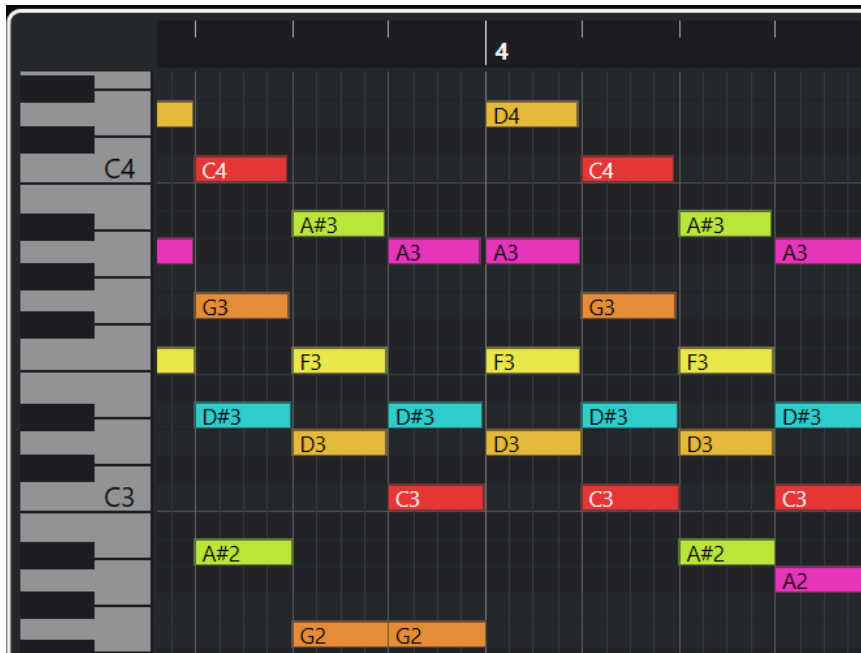 4
D4
C4 C4 C4
A#3 A#3
A3 A3 A3
G3 G3
F3 F3 F3
D#3 D#3 D#3 D#3
D3 D3 D3
C3 C3 C3 C3
A#2 A#2
A2
G2 G2